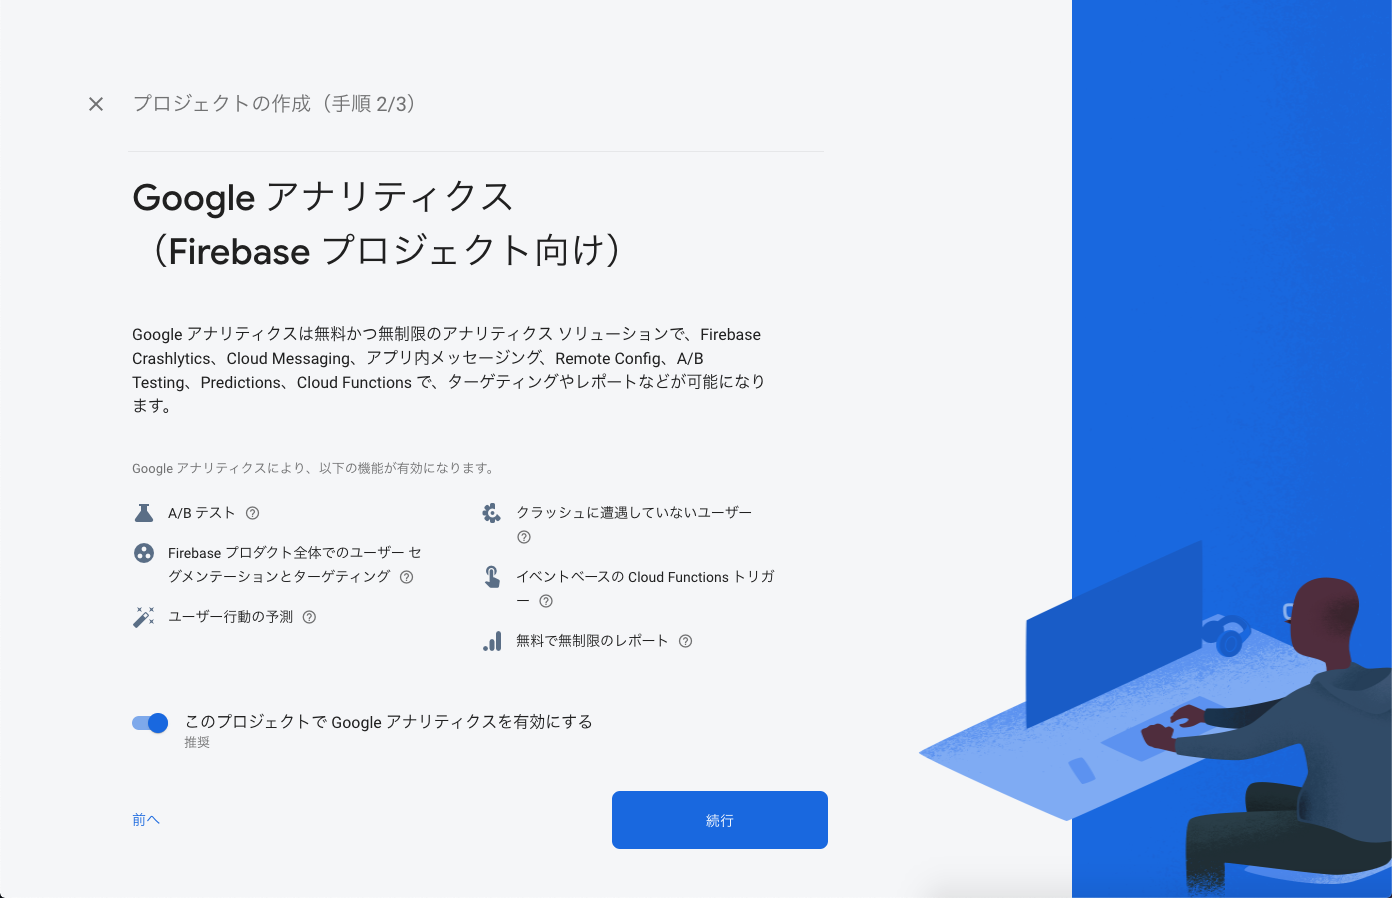 プロジェクトの作成（手順 2/3）
Google アナリティクス
（Firebase プロジェクト向け）
Google アナリティクスは無料かつ無制限のアナリティクス ソリューションで、Firebase
Crashlytics、Cloud Messaging、アプリ内メッセージング、Remote Config、A/B
Testing、Predictions、Cloud Functions で、ターゲティングやレポートなどが可能になり
ます。
Google アナリティクスにより、以下の機能が有効になります。
A/B テスト
Firebase プロダクト全体でのユーザー セ
グメンテーションとターゲティング
ユーザー行動の予測
クラッシュに遭遇していないユーザー
イベントベースの Cloud Functions トリガ
ー
無料で無制限のレポート
このプロジェクトで Google アナリティクスを有効にする
推奨
前へ
続行